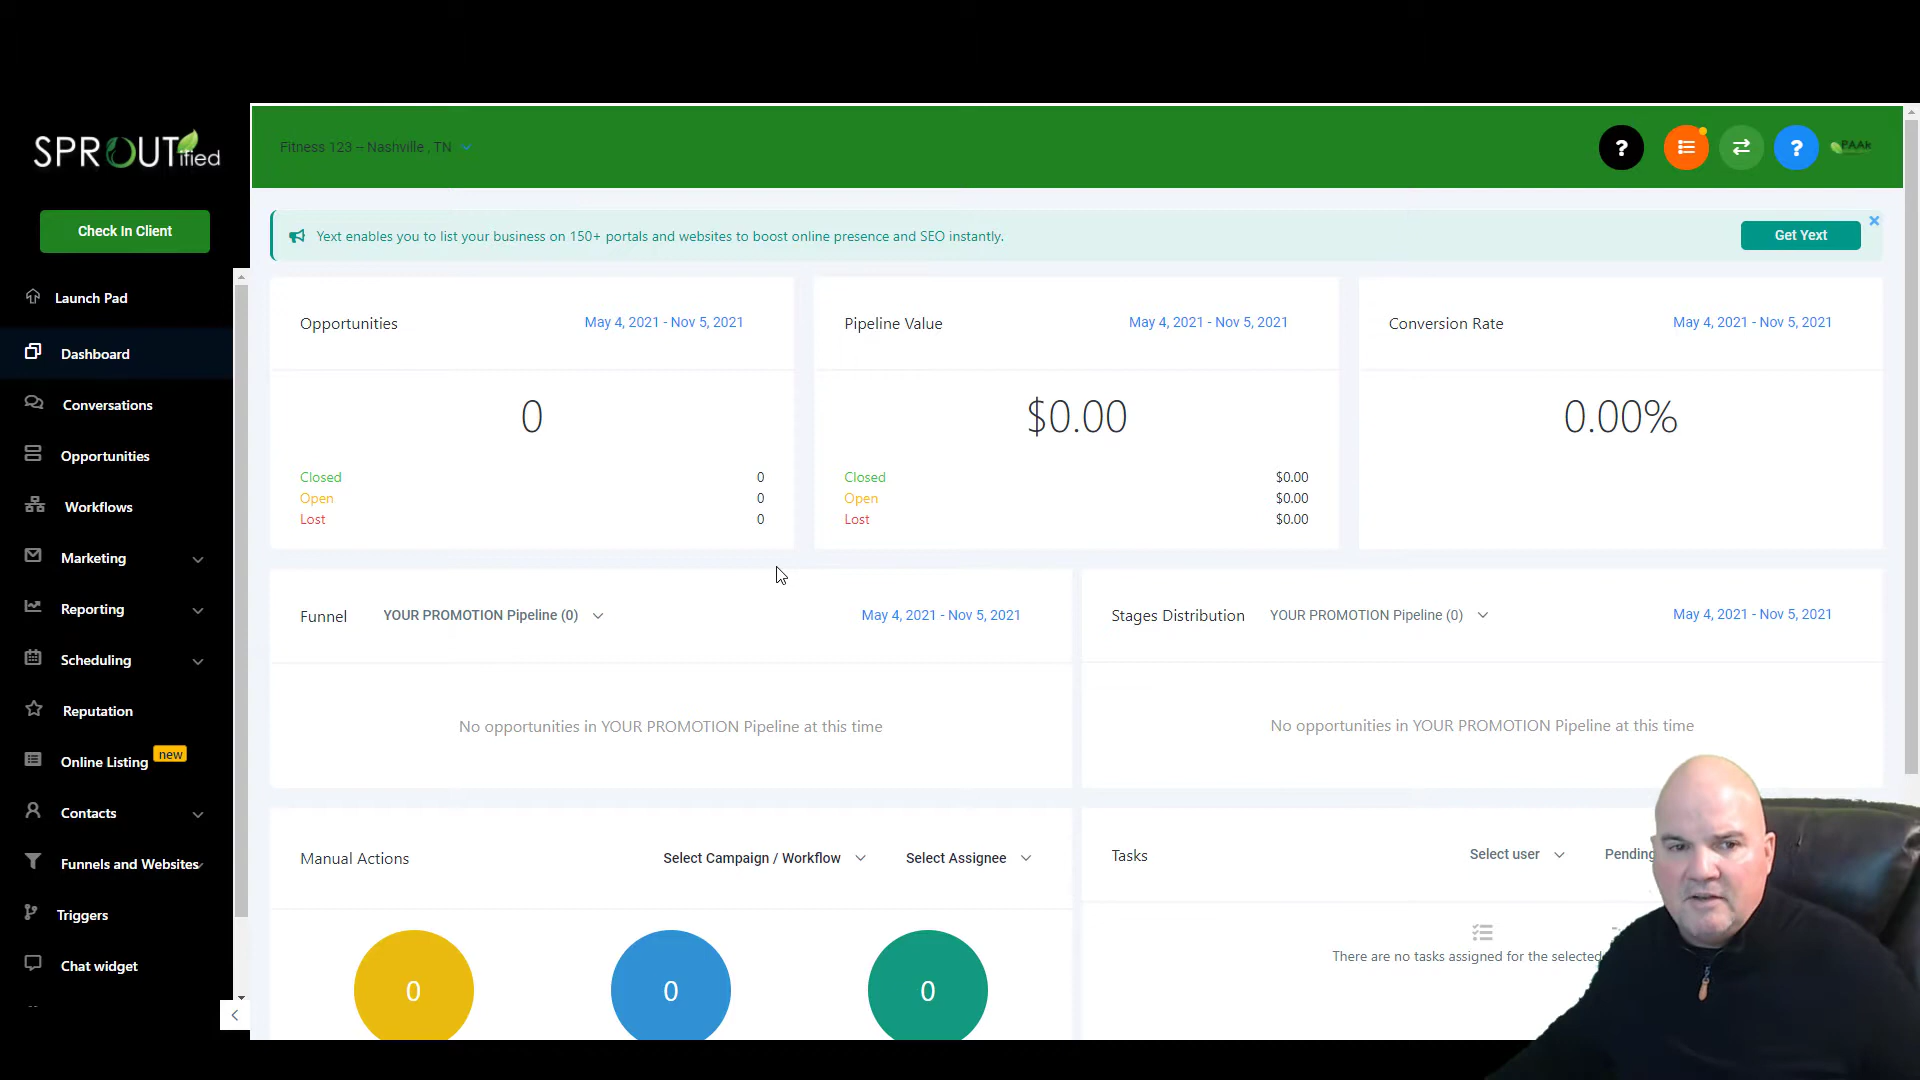 SPROUTified
Fitness 123 – Nashville , TN
PAAk
Check In Client
Yext enables you to list your business on 150+ portals and websites to boost online presence and SEO instantly.
Get Yext
Launch Pad
Dashboard
Conversations
Opportunities
Workflows
Marketing
Reporting
Scheduling
Reputation
Online Listing new
Contacts
Funnels and Websites
Triggers
Chat widget
Opportunities May 4, 2021 - Nov 5, 2021
0
Closed 0
Open 0
Lost 0
Pipeline Value May 4, 2021 - Nov 5, 2021
$0.00
Closed $0.00
Open $0.00
Lost $0.00
Conversion Rate May 4, 2021 - Nov 5, 2021
0.00%
Funnel YOUR PROMOTION Pipeline (0) May 4, 2021 - Nov 5, 2021
No opportunities in YOUR PROMOTION Pipeline at this time
Stages Distribution YOUR PROMOTION Pipeline (0) May 4, 2021 - Nov 5, 2021
No opportunities in YOUR PROMOTION Pipeline at this time
Manual Actions Select Campaign / Workflow Select Assignee
0 0 0
Tasks Select user Pending
There are no tasks assigned for the selected